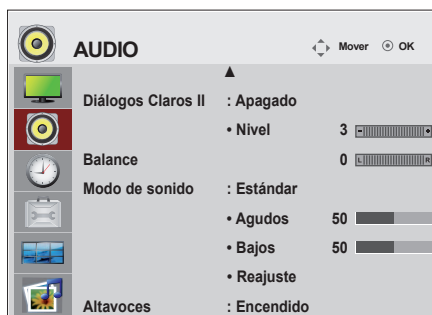 AUDIO Mover OK
Diálogos Claros II : Apagado
• Nivel 3 - +
Balance 0 L R
Modo de sonido : Estándar
• Agudos 50
• Bajos 50
• Reajuste
Altavoces : Encendido